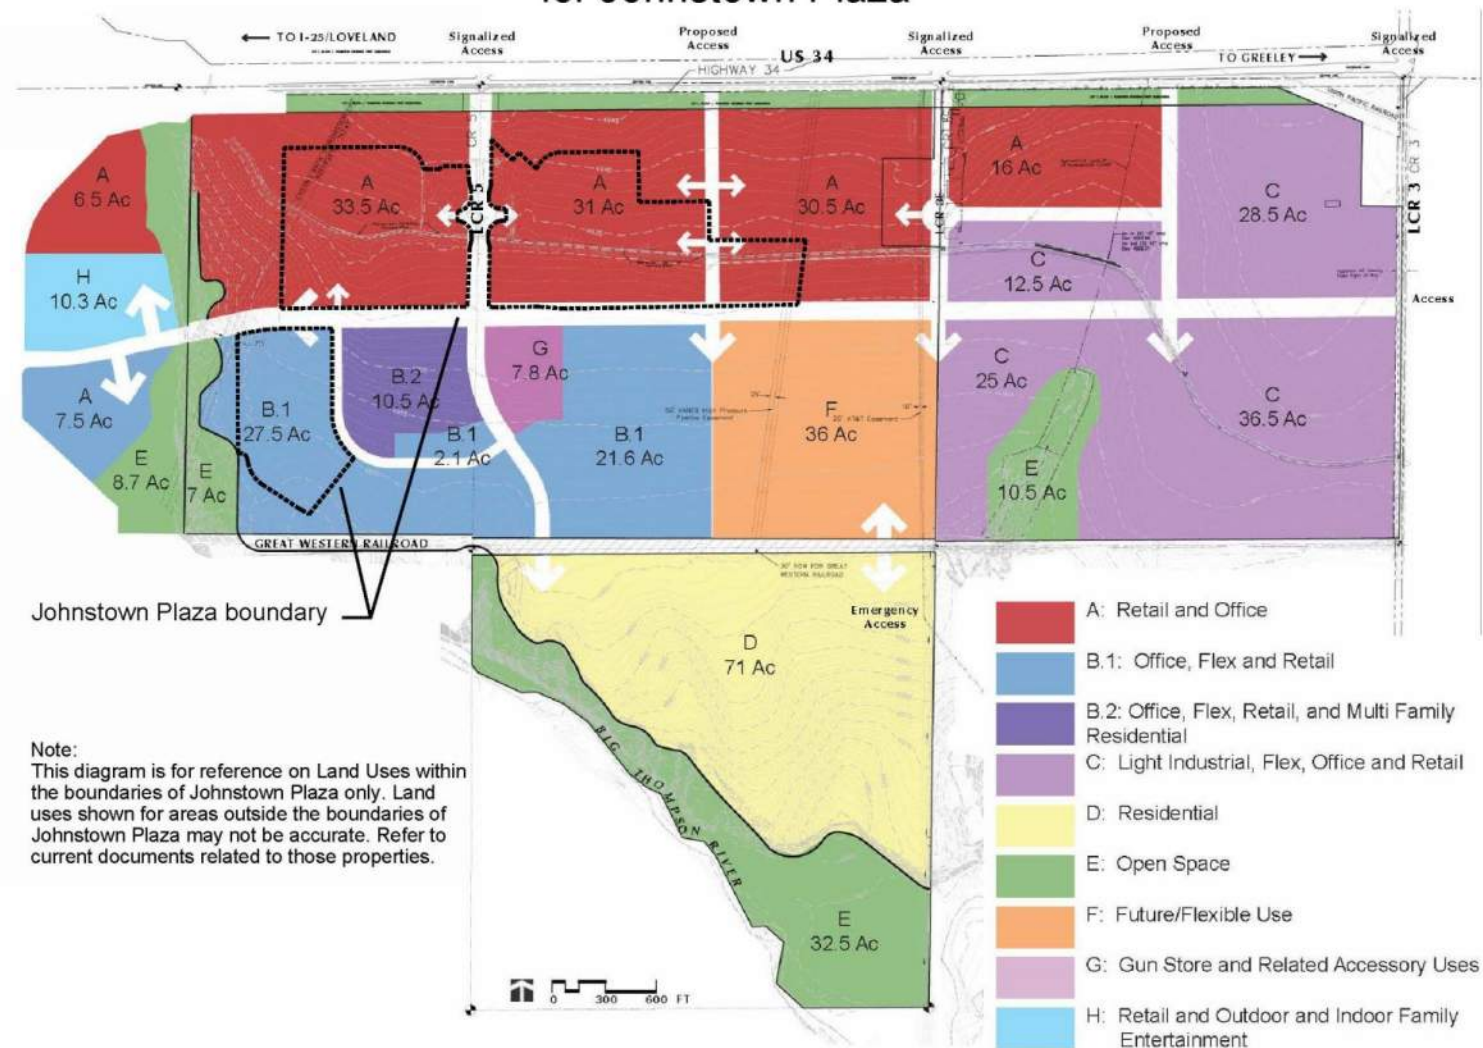 for Johnstown Plaza
TO I-25/LOVELAND
Signalized
Access
Proposed
Access
US 34
HIGHWAY 34
Signalized
Access
Proposed
Access
TO GREELEY
Signalized
Access
A
6.5 Ac
A
33.5 Ac
LCR 5
A
31 Ac
A
30.5 Ac
A
16 Ac
C
28.5 Ac
LCR 3
CR 3
H
10.3 Ac
C
12.5 Ac
Access
A
7.5 Ac
B.1
27.5 Ac
B.2
10.5 Ac
G
7.8 Ac
B.1
2.1 Ac
B.1
21.6 Ac
F
36 Ac
C
25 Ac
C
36.5 Ac
E
8.7 Ac
E
7 Ac
E
10.5 Ac
GREAT WESTERN RAILROAD
30' ROW FOR GREAT
WESTERN RAILROAD
Johnstown Plaza boundary
Emergency
Access
D
71 Ac
BIG THOMPSON RIVER
E
32.5 Ac
Note:
This diagram is for reference on Land Uses within
the boundaries of Johnstown Plaza only. Land
uses shown for areas outside the boundaries of
Johnstown Plaza may not be accurate. Refer to
current documents related to those properties.
0 300 600 FT
A: Retail and Office
B.1: Office, Flex and Retail
B.2: Office, Flex, Retail, and Multi Family
Residential
C: Light Industrial, Flex, Office and Retail
D: Residential
E: Open Space
F: Future/Flexible Use
G: Gun Store and Related Accessory Uses
H: Retail and Outdoor and Indoor Family
Entertainment